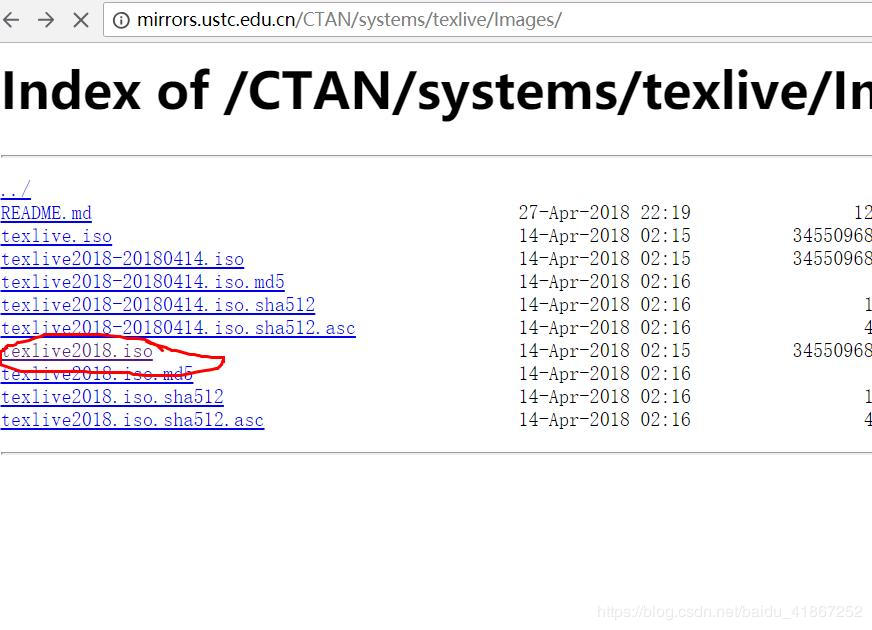 mirrors.ustc.edu.cn/CTAN/systems/texlive/Images/
Index of /CTAN/systems/texlive/Im
../
README.md 27-Apr-2018 22:19 12
texlive.iso 14-Apr-2018 02:15 34550968
texlive2018-20180414.iso 14-Apr-2018 02:15 34550968
texlive2018-20180414.iso.md5 14-Apr-2018 02:16
texlive2018-20180414.iso.sha512 14-Apr-2018 02:16 1
texlive2018-20180414.iso.sha512.asc 14-Apr-2018 02:16 4
texlive2018.iso 14-Apr-2018 02:15 34550968
texlive2018.iso.md5 14-Apr-2018 02:16
texlive2018.iso.sha512 14-Apr-2018 02:16 1
texlive2018.iso.sha512.asc 14-Apr-2018 02:16 4
https://blog.csdn.net/baidu_41867252